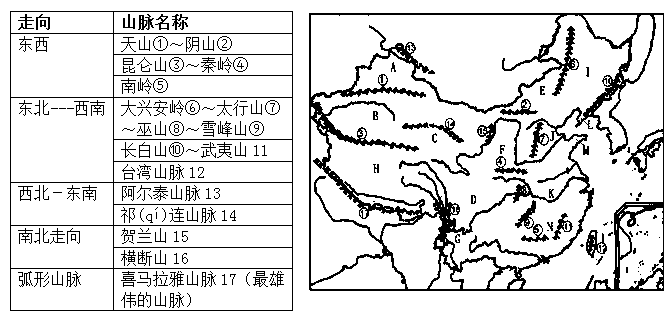 走向 山脉名称
东西 天山①～阴山②
昆仑山③～秦岭④
南岭⑤
东北---西南 大兴安岭⑥～太行山⑦
～巫山⑧～雪峰山⑨
长白山⑩～武夷山 11
台湾山脉 12
西北－东南 阿尔泰山脉 13
祁(qí)连山脉 14
南北走向 贺兰山 15
横断山 16
弧形山脉 喜马拉雅山脉 17（最雄
伟的山脉）
A
①
B
C
H
D
G
E
②
F
④
I
J
L
M
K
N